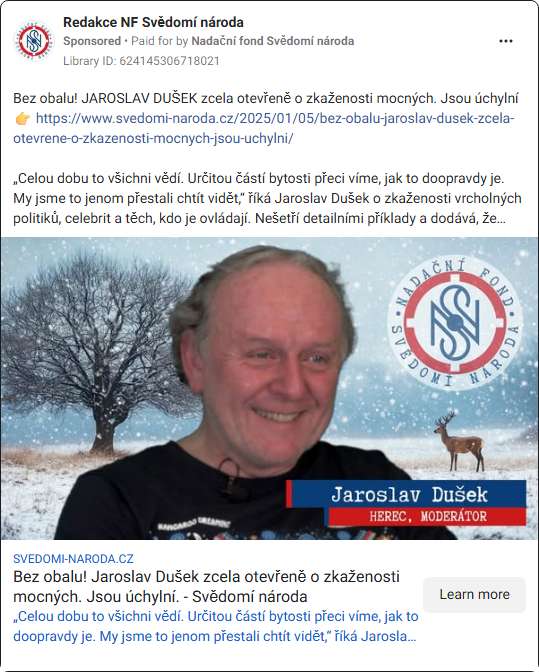 Redakce NF Svědomí národa
Sponsored • Paid for by Nadační fond Svědomí národa
Library ID: 624145306718021
Bez obalu! JAROSLAV DUŠEK zcela otevřeně o zkaženosti mocných. Jsou úchylní
👉 https://www.svedomi-naroda.cz/2025/01/05/bez-obalu-jaroslav-dusek-zcela-
otevrene-o-zkazenosti-mocnych-jsou-uchylni/
„Celou dobu to všichni vědí. Určitou částí bytosti přeci víme, jak to doopravdy je.
My jsme to jenom přestali chtít vidět,“ říká Jaroslav Dušek o zkaženosti vrcholných
politiků, celebrit a těch, kdo je ovládají. Nešetří detailními příklady a dodává, že…
NADAČNÍ FOND
SVĚDOMÍ NÁRODA
Jaroslav Dušek
HEREC, MODERÁTOR
SVEDOMI-NARODA.CZ
Bez obalu! Jaroslav Dušek zcela otevřeně o zkaženosti
mocných. Jsou úchylní. - Svědomí národa
Learn more
„Celou dobu to všichni vědí. Určitou částí bytosti přeci víme, jak to
doopravdy je. My jsme to jenom přestali chtít vidět,“ říká Jarosla…